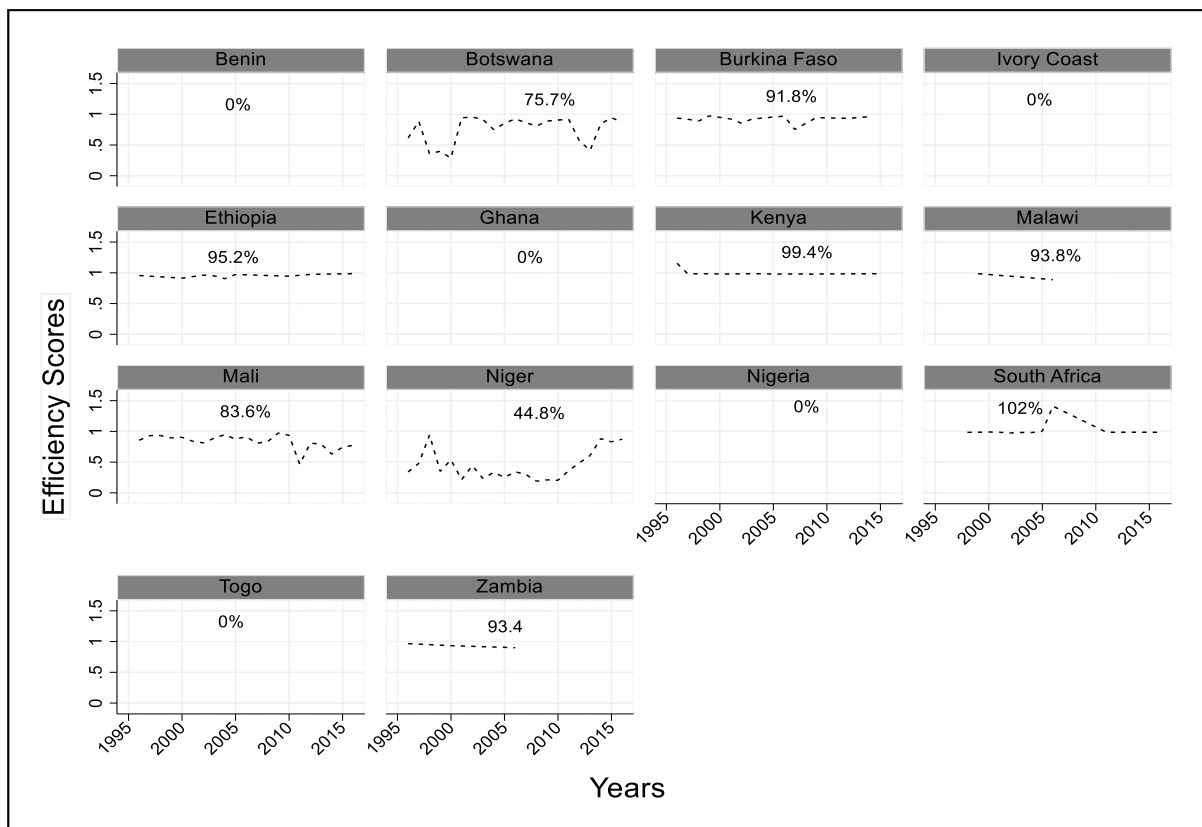 Benin Botswana Burkina Faso Ivory Coast
0% 75.7% 91.8% 0%
1.5
1
.5
0
Ethiopia Ghana Kenya Malawi
95.2% 0% 99.4% 93.8%
1.5
1
.5
0
Mali Niger Nigeria South Africa
83.6% 44.8% 0% 102%
1.5
1
.5
0
1995 2000 2005 2010 2015 1995 2000 2005 2010 2015
Togo Zambia
0% 93.4
1.5
1
.5
0
1995 2000 2005 2010 2015 1995 2000 2005 2010 2015
Efficiency Scores
Years